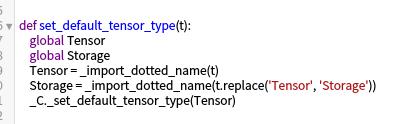 def set_default_tensor_type(t):
    global Tensor
    global Storage
    Tensor = _import_dotted_name(t)
    Storage = _import_dotted_name(t.replace('Tensor', 'Storage'))
    _C._set_default_tensor_type(Tensor)